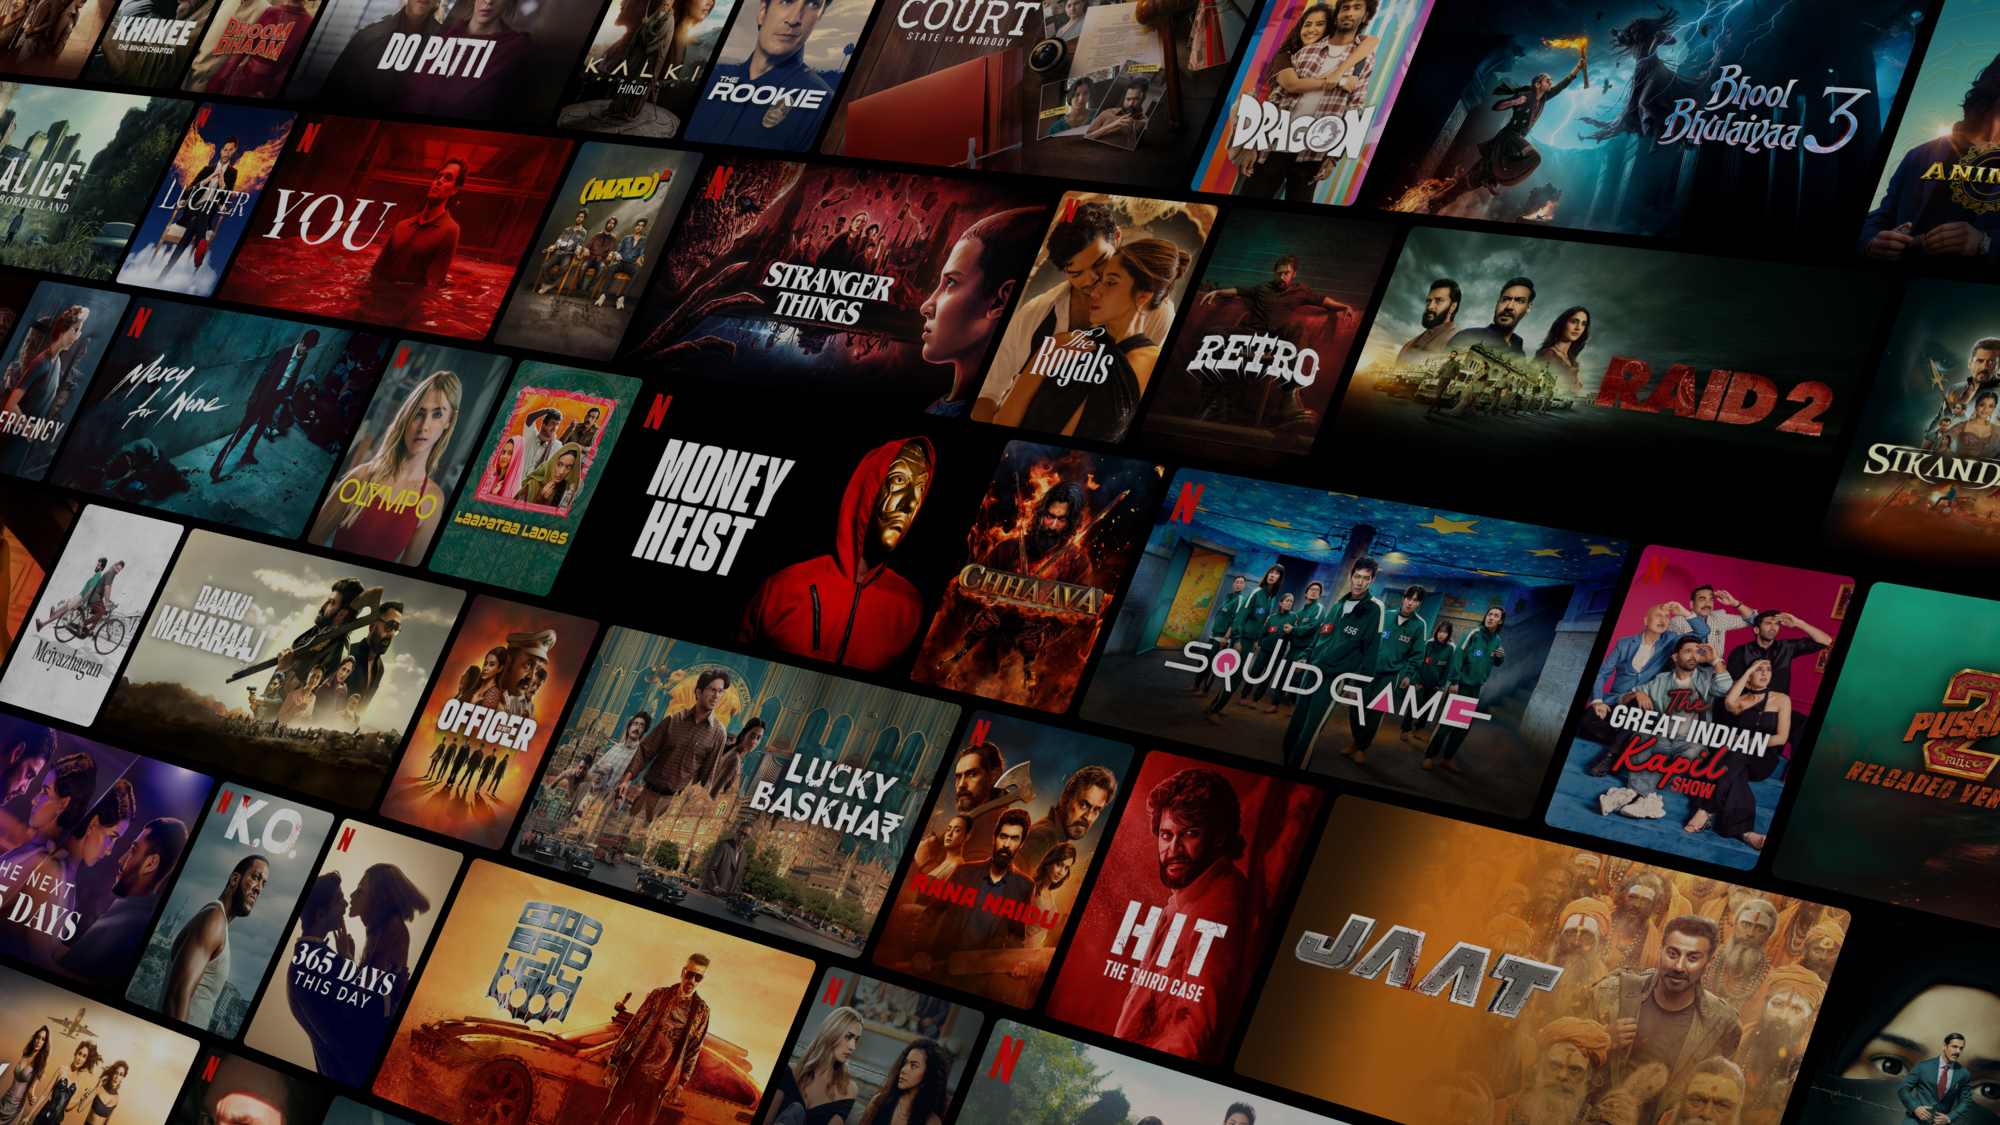 KHAKEE
THE BIHAR CHAPTER
DHOOM
DHAAM
DO PATTI
KALKI
HINDI
THE
ROOKIE
COURT
STATE vs A NOBODY
DRAGON
Bhool
Bhulaiyaa 3
ANIM
ALICE
BORDERLAND
LUCIFER
YOU
(MAD)²
STRANGER
THINGS
The
Royals
RETRO
RAID 2
SIKAND
ERGENCY
Mercy
for None
OLYMPO
Laapataa Ladies
MONEY
HEIST
CHHAAVA
456
SQUID GAME
The
GREAT INDIAN
Kapil
SHOW
2
PUSH
RELOADED VER
Meiyazhagan
DAAKU
MAHARAAJ
OFFICER
LUCKY
BASKHA₹
RANA NAIDU
HIT
THE THIRD CASE
JAAT
HE NEXT
5 DAYS
K.O.
365 DAYS
THIS DAY
GOOD
BAD
UGLY